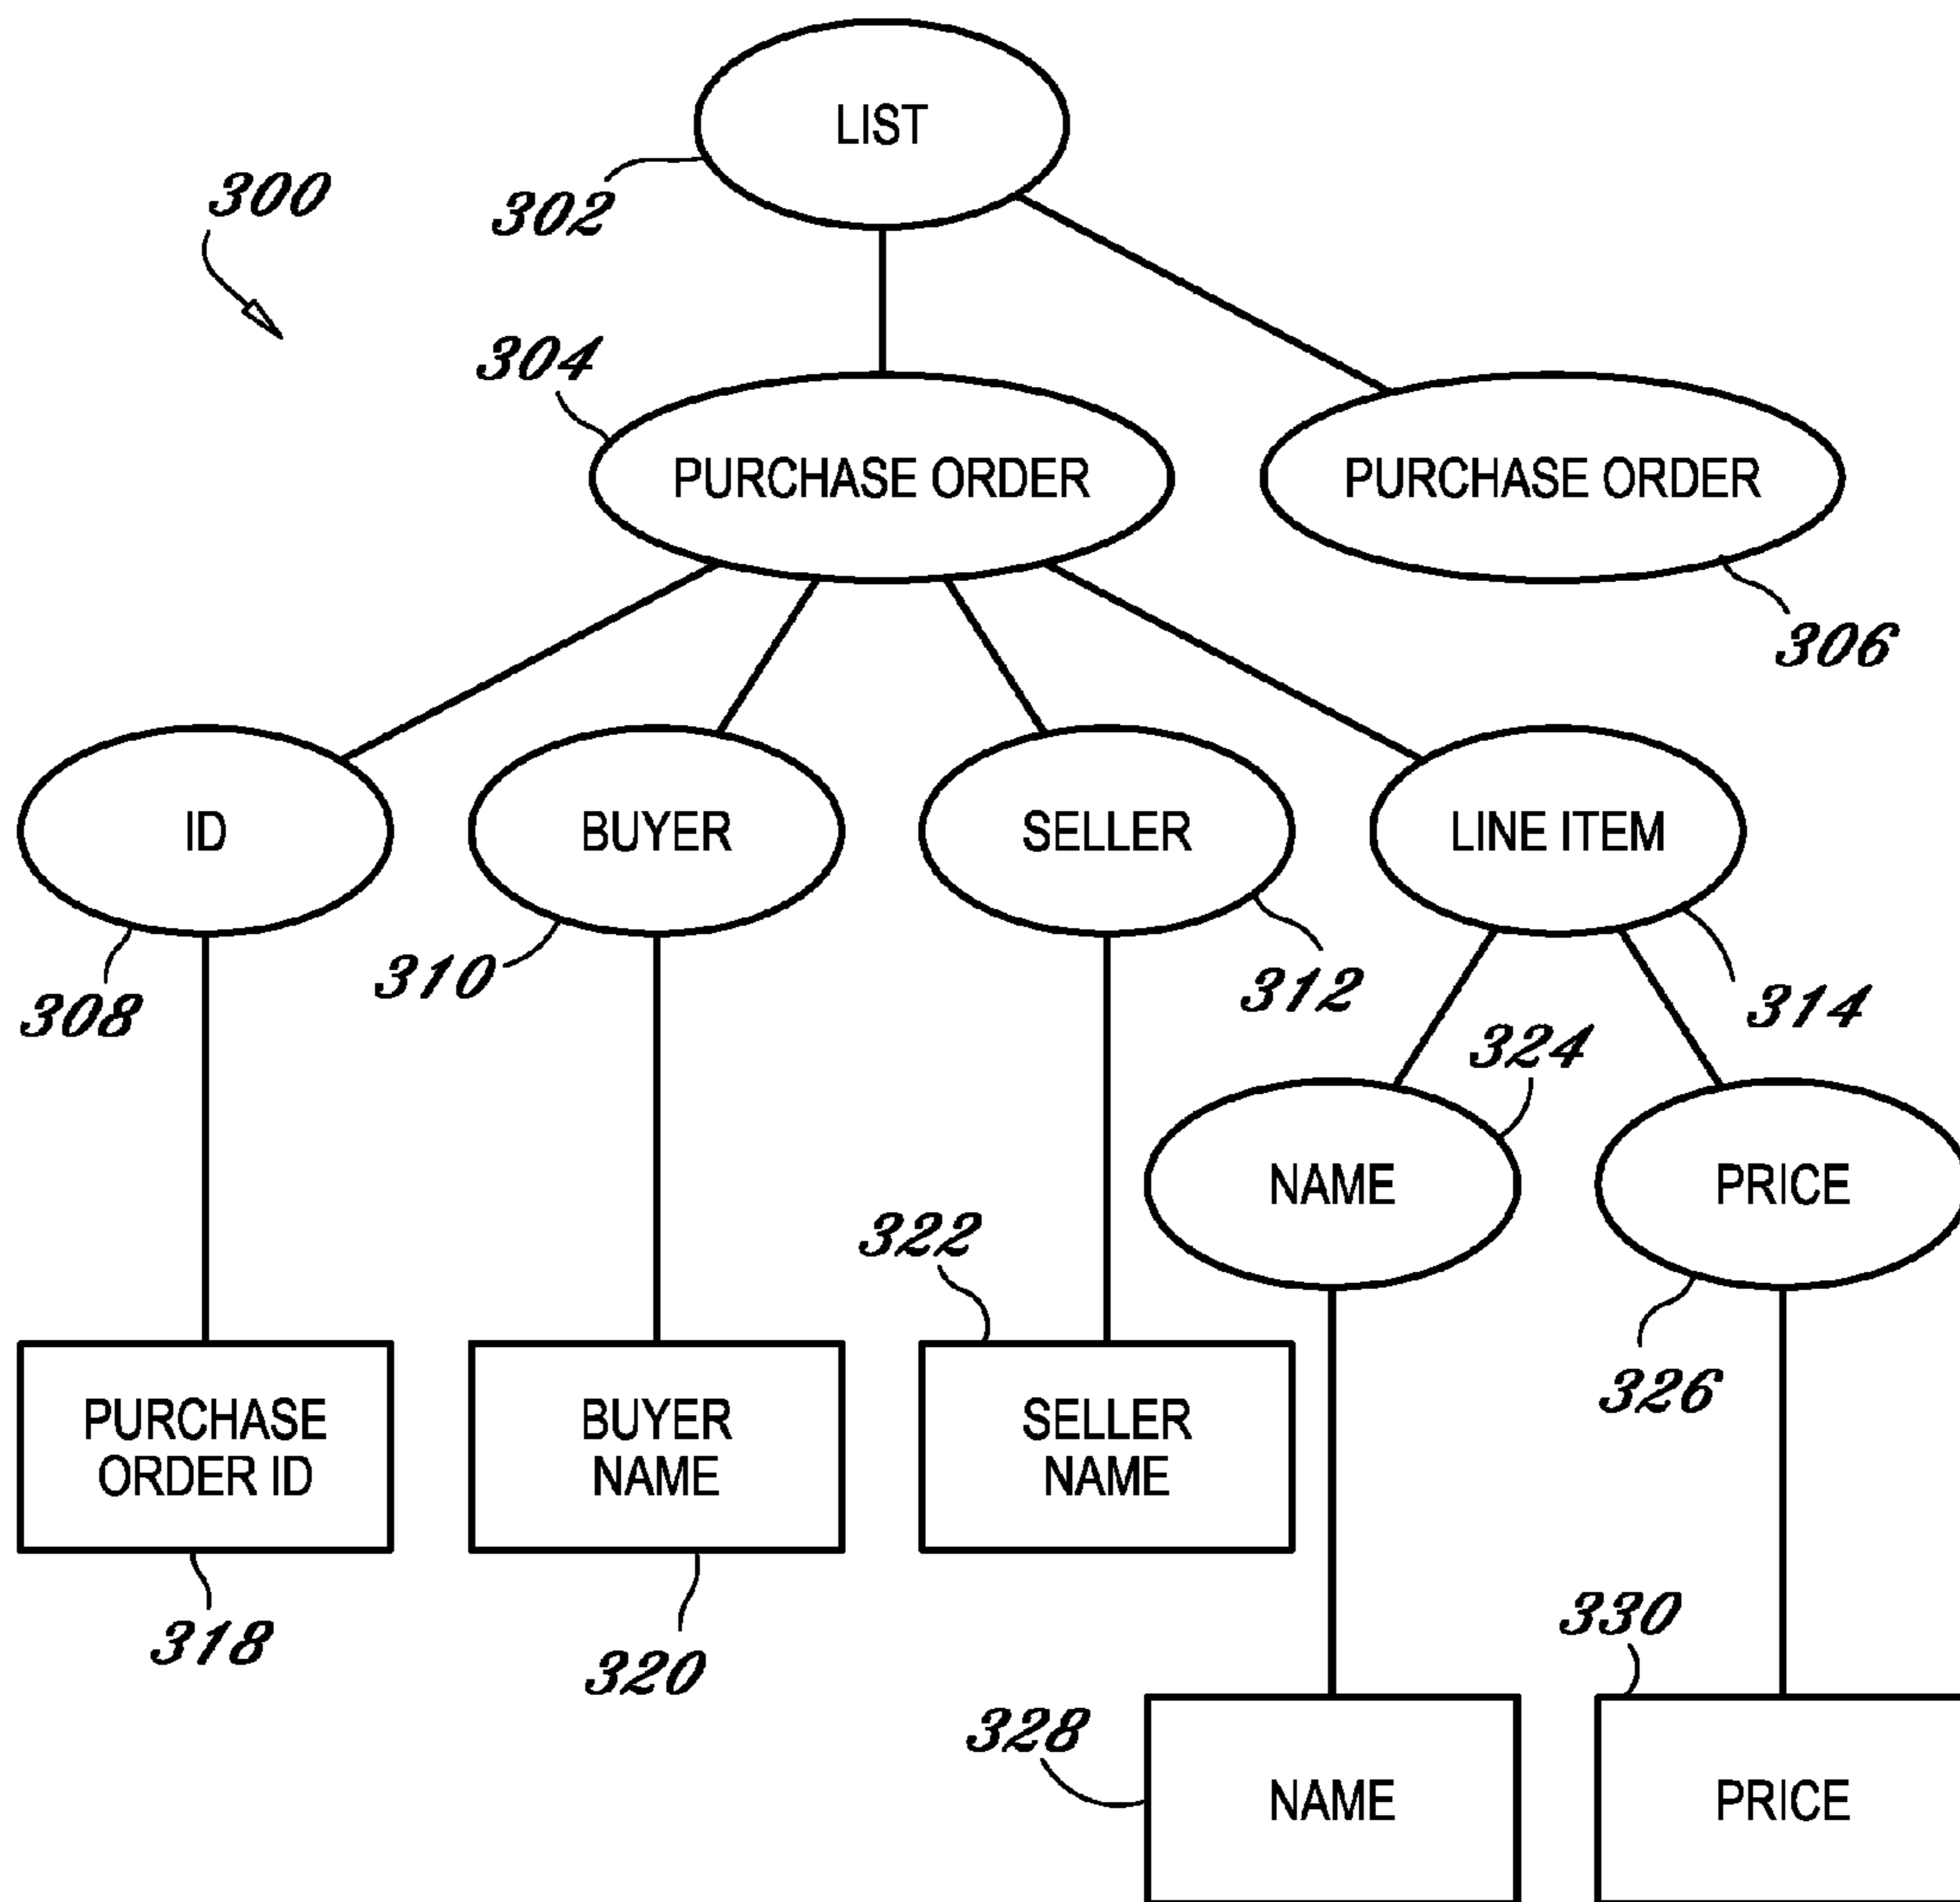 LIST
300
302
304
PURCHASE ORDER
PURCHASE ORDER
306
ID
BUYER
SELLER
LINE ITEM
308
310
312
314
324
NAME
PRICE
322
326
PURCHASE
ORDER ID
BUYER
NAME
SELLER
NAME
318
320
330
328
NAME
PRICE